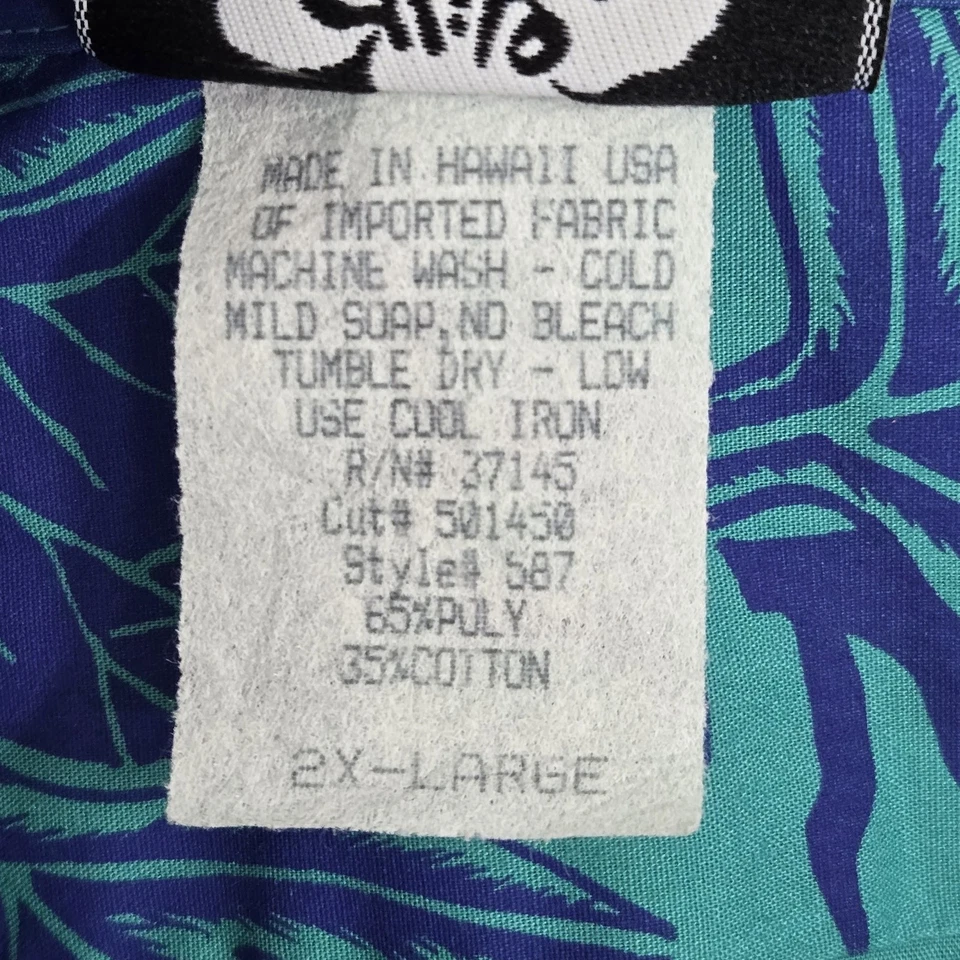 MADE IN HAWAII USA
OF IMPORTED FABRIC
MACHINE WASH - COLD
MILD SOAP,NO BLEACH
TUMBLE DRY - LOW
USE COOL IRON
R/N# 37145
Cut# 501450
Style# 587
65%POLY
35%COTTON
2X-LARGE